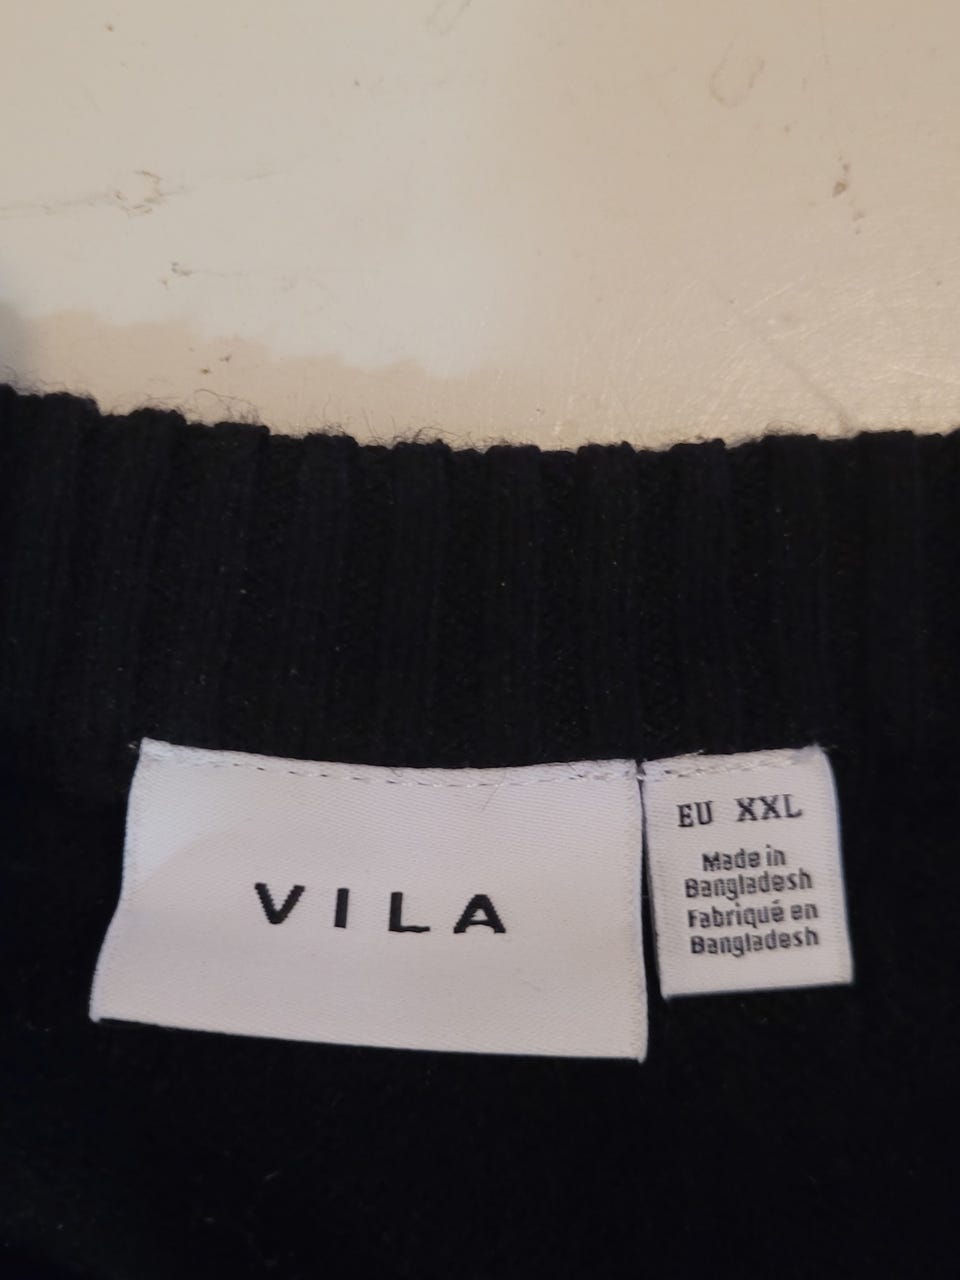 VILA
EU XXL
Made in
Bangladesh
Fabriqué en
Bangladesh